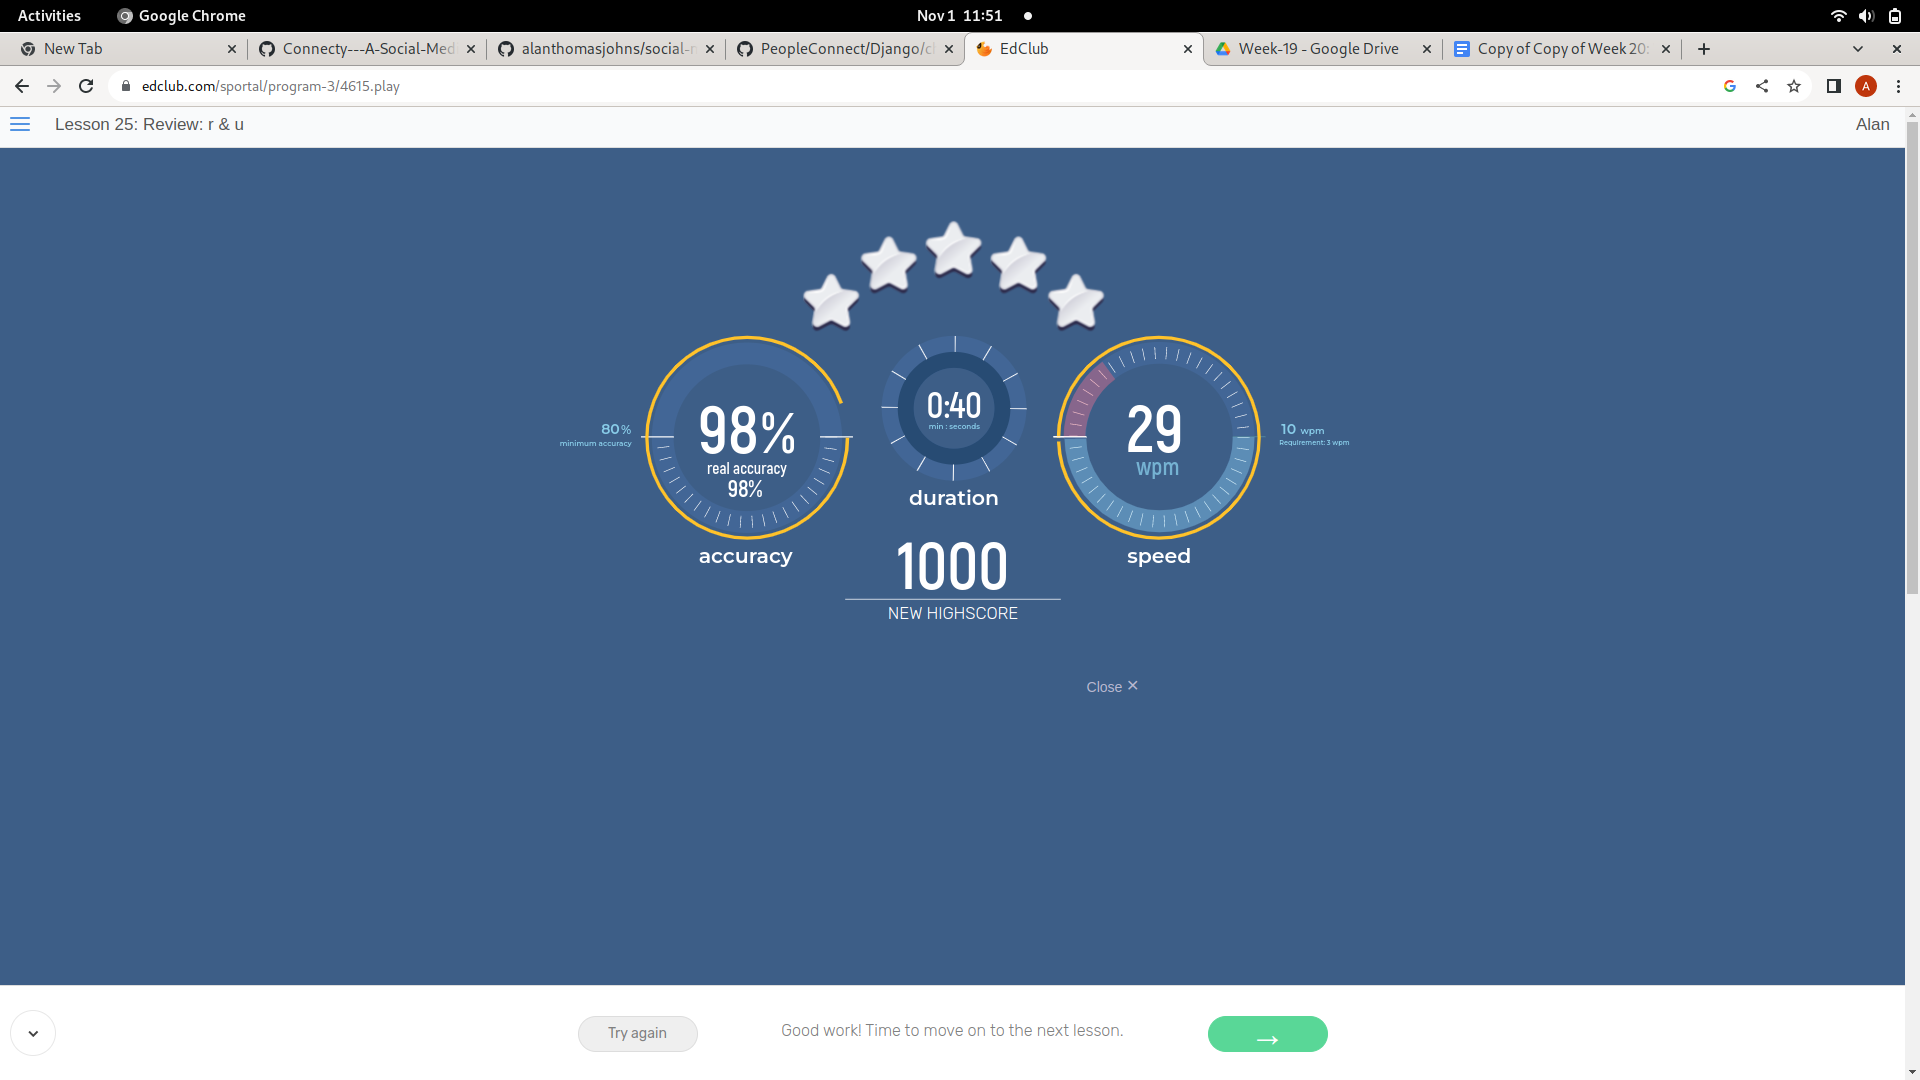 Activities
Google Chrome
Nov 1 11:51
New Tab
Connecty---A-Social-Med
alanthomasjohns/social-
PeopleConnect/Django/c
EdClub
Week-19 - Google Drive
Copy of Copy of Week 20:
edclub.com/sportal/program-3/4615.play
A
Lesson 25: Review: r & u
Alan
80%
minimum accuracy
98%
real accuracy
98%
accuracy
0:40
min : seconds
duration
29
wpm
speed
10 wpm
Requirement: 3 wpm
1000
NEW HIGHSCORE
Close ×
Try again
Good work! Time to move on to the next lesson.
→